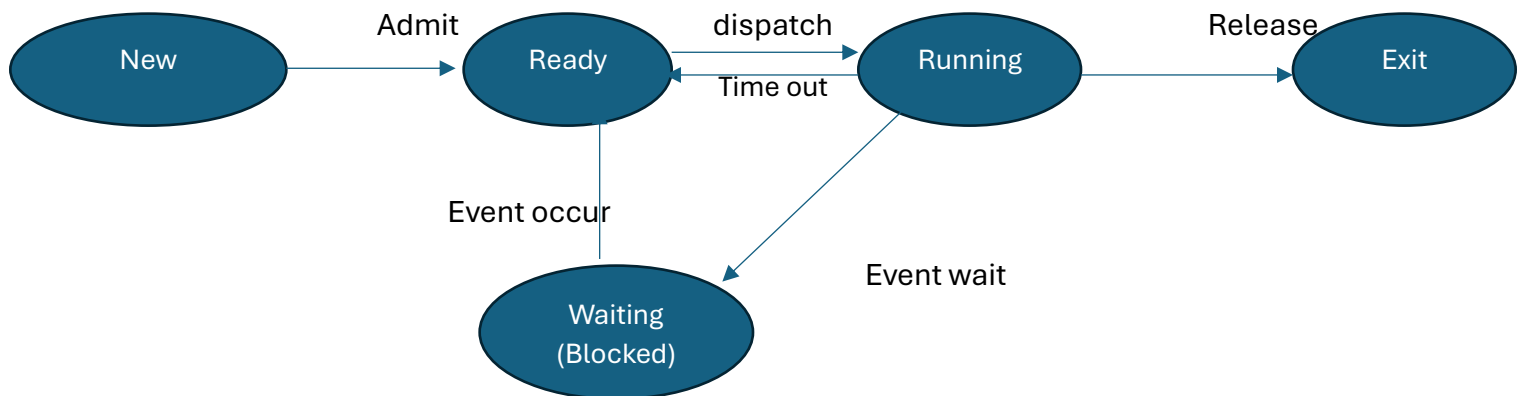 Admit
dispatch
Release
New
Ready
Running
Exit
Time out
Event occur
Event wait
Waiting
(Blocked)